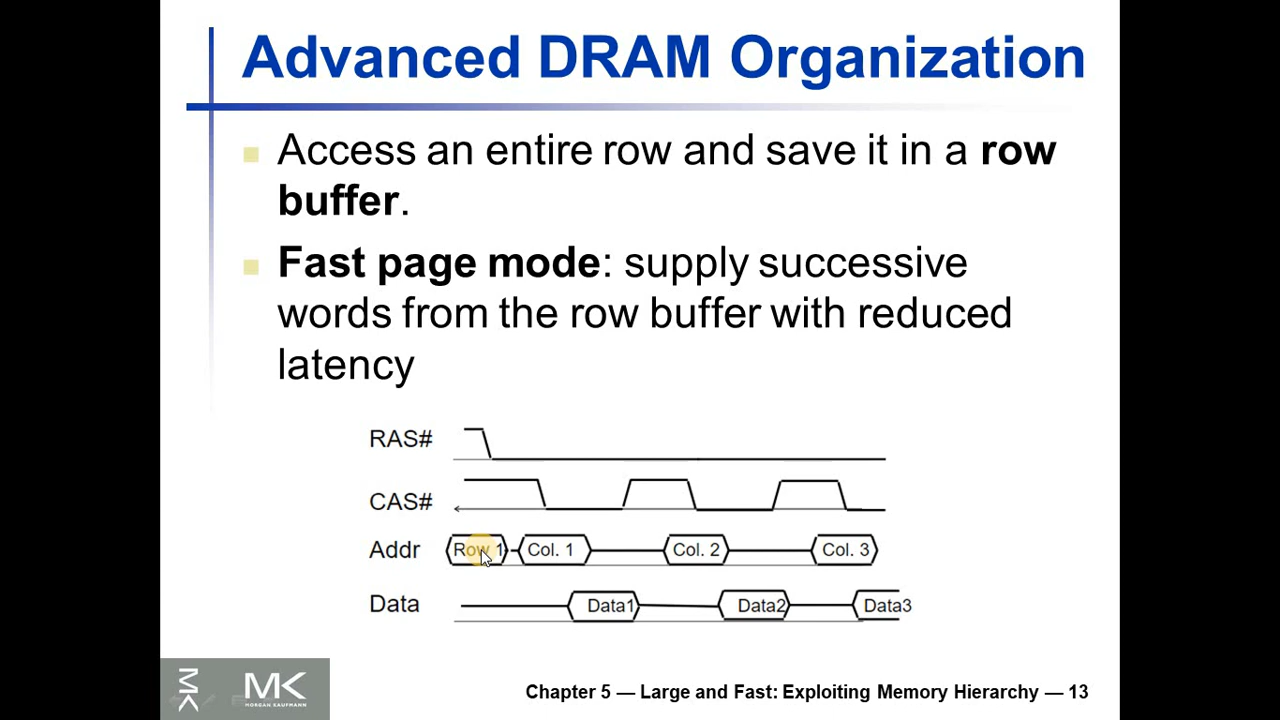 Advanced DRAM Organization
Access an entire row and save it in a row
buffer.
Fast page mode: supply successive
words from the row buffer with reduced
latency
RAS#
CAS#
Addr Row 1 Col. 1 Col. 2 Col. 3
Data Data1 Data2 Data3
MK MK
MORGAN KAUFMANN
Chapter 5 — Large and Fast: Exploiting Memory Hierarchy — 13